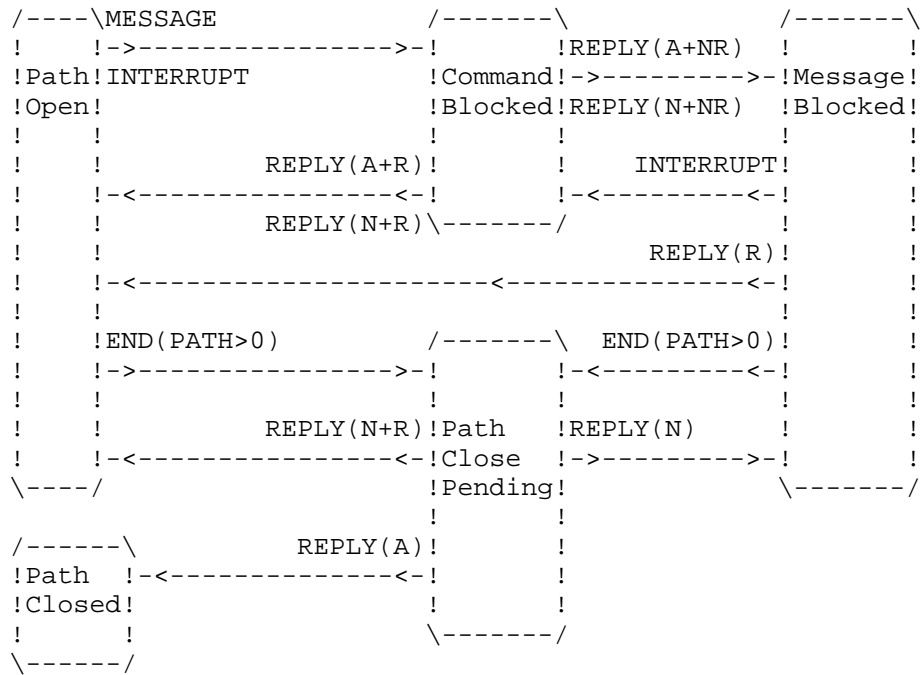 /----\MESSAGE                /-------\                /-------\
!    !->----------------->-!       !REPLY(A+NR)  !       !
!Path!INTERRUPT             !Command!->--------->-!Message!
!Open!                      !Blocked!REPLY(N+NR)  !Blocked!
!    !                      !       !             !       !
!    !           REPLY(A+R)!       !    INTERRUPT!       !
!    !-<-----------------<-!       !-<---------<-!       !
!    !           REPLY(N+R)\-------/             !       !
!    !                                   REPLY(R)!       !
!    !-<-----------------------<---------------<-!       !
!    !                                           !       !
!    !END(PATH>0)          /-------\  END(PATH>0)!       !
!    !->----------------->-!       !-<---------<-!       !
!    !                     !       !             !       !
!    !           REPLY(N+R)!Path   !REPLY(N)     !       !
!    !-<-----------------<-!Close  !->--------->-!       !
\----/                     !Pending!             \-------/
                           !       !
/------\           REPLY(A)!       !
!Path  !-<--------------<-!       !
!Closed!                   !       !
!      !                   \-------/
\------/